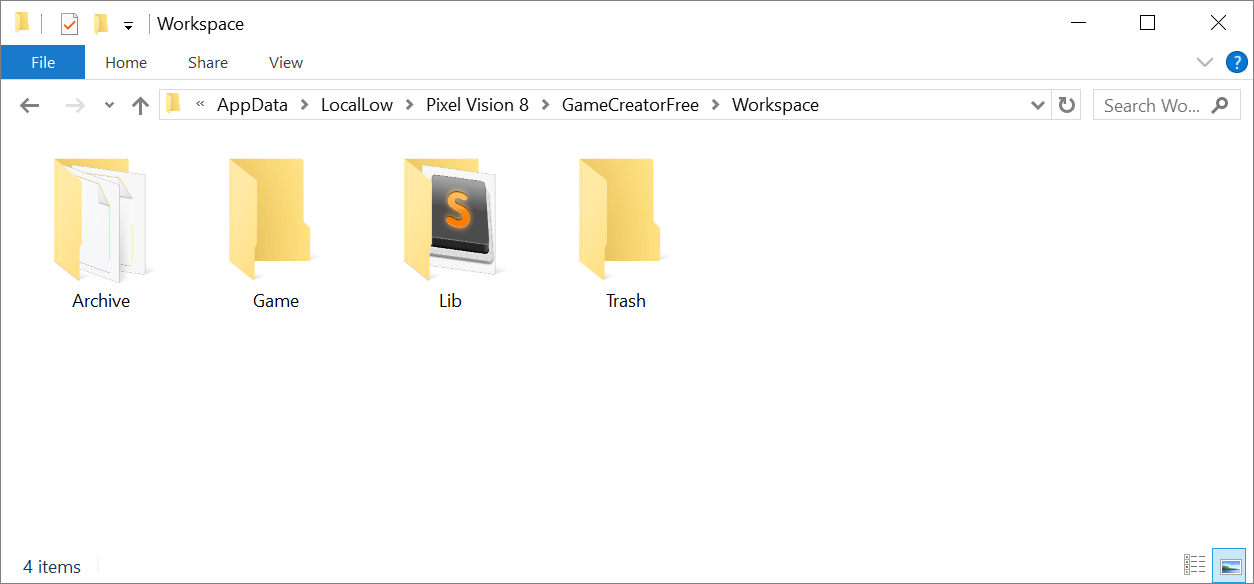 Workspace
File Home Share View
« AppData > LocalLow > Pixel Vision 8 > GameCreatorFree > Workspace Search Wo...
S
Archive Game Lib Trash
4 items